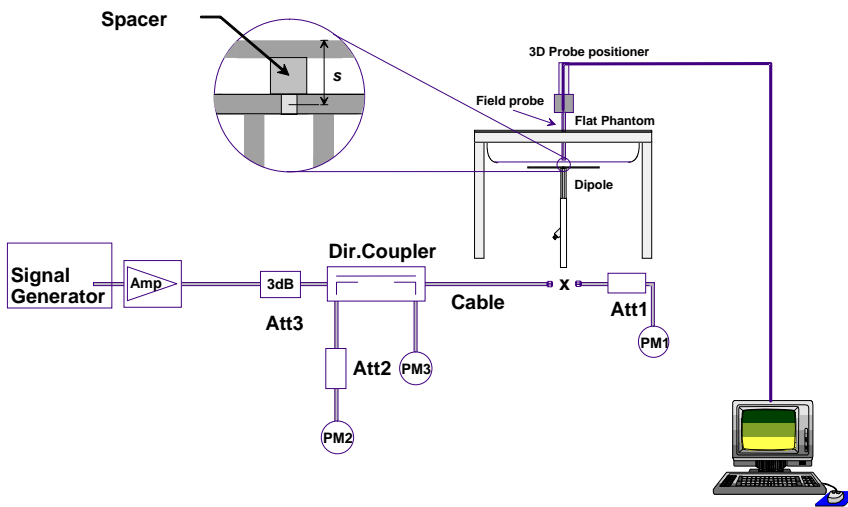 Spacer
s
3D Probe positioner
Field probe
Flat Phantom
Dipole
Signal
Generator
Amp
3dB
Att3
Dir.Coupler
Att2
PM2
PM3
Cable
x
Att1
PM1